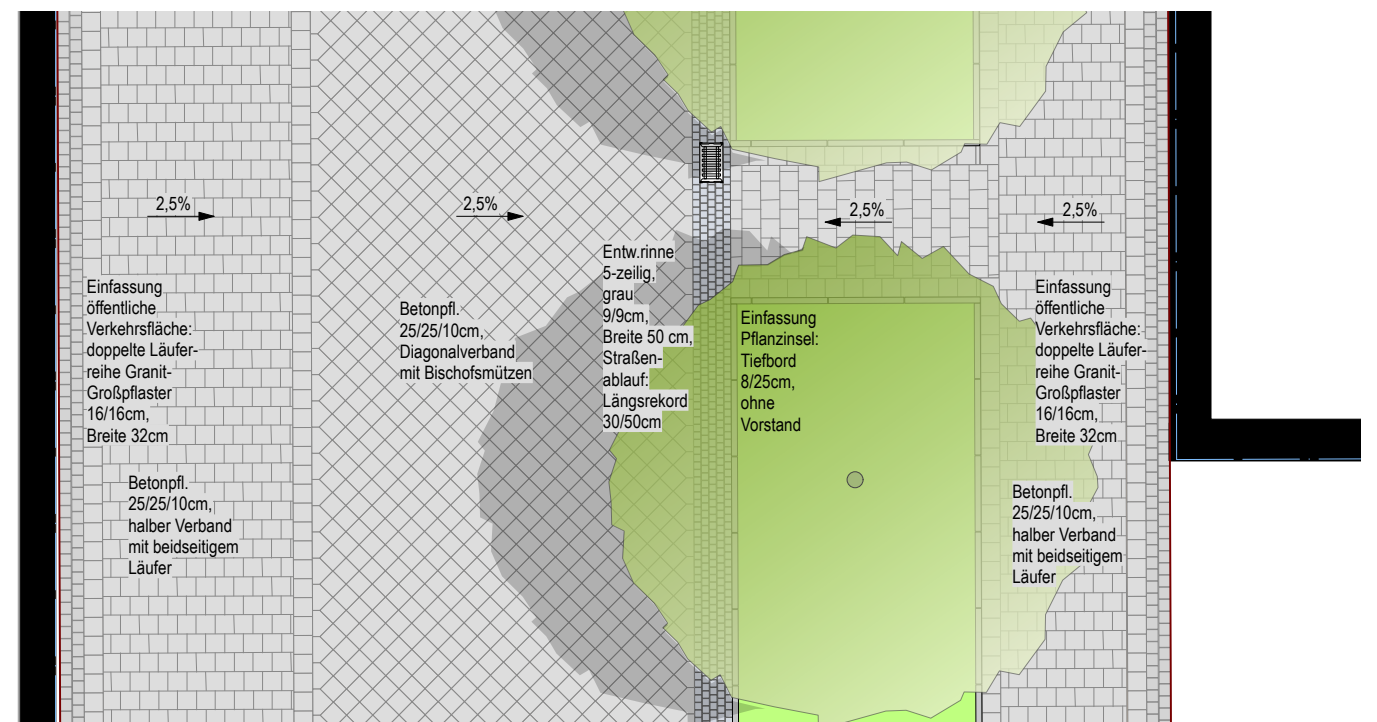 2,5%
2,5%
2,5%
2,5%
Einfassung
öffentliche
Verkehrsfläche:
doppelte Läufer-
reihe Granit-
Großpflaster
16/16cm,
Breite 32cm
Betonpfl.
25/25/10cm,
halber Verband
mit beidseitigem
Läufer
Betonpfl.
25/25/10cm,
Diagonalverband
mit Bischofsmützen
Entw.rinne
5-zeilig,
grau
9/9cm,
Breite 50 cm,
Straßen-
ablauf:
Längsrekord
30/50cm
Einfassung
Pflanzinsel:
Tiefbord
8/25cm,
ohne
Vorstand
Einfassung
öffentliche
Verkehrsfläche:
doppelte Läufer-
reihe Granit-
Großpflaster
16/16cm,
Breite 32cm
Betonpfl.
25/25/10cm,
halber Verband
mit beidseitigem
Läufer